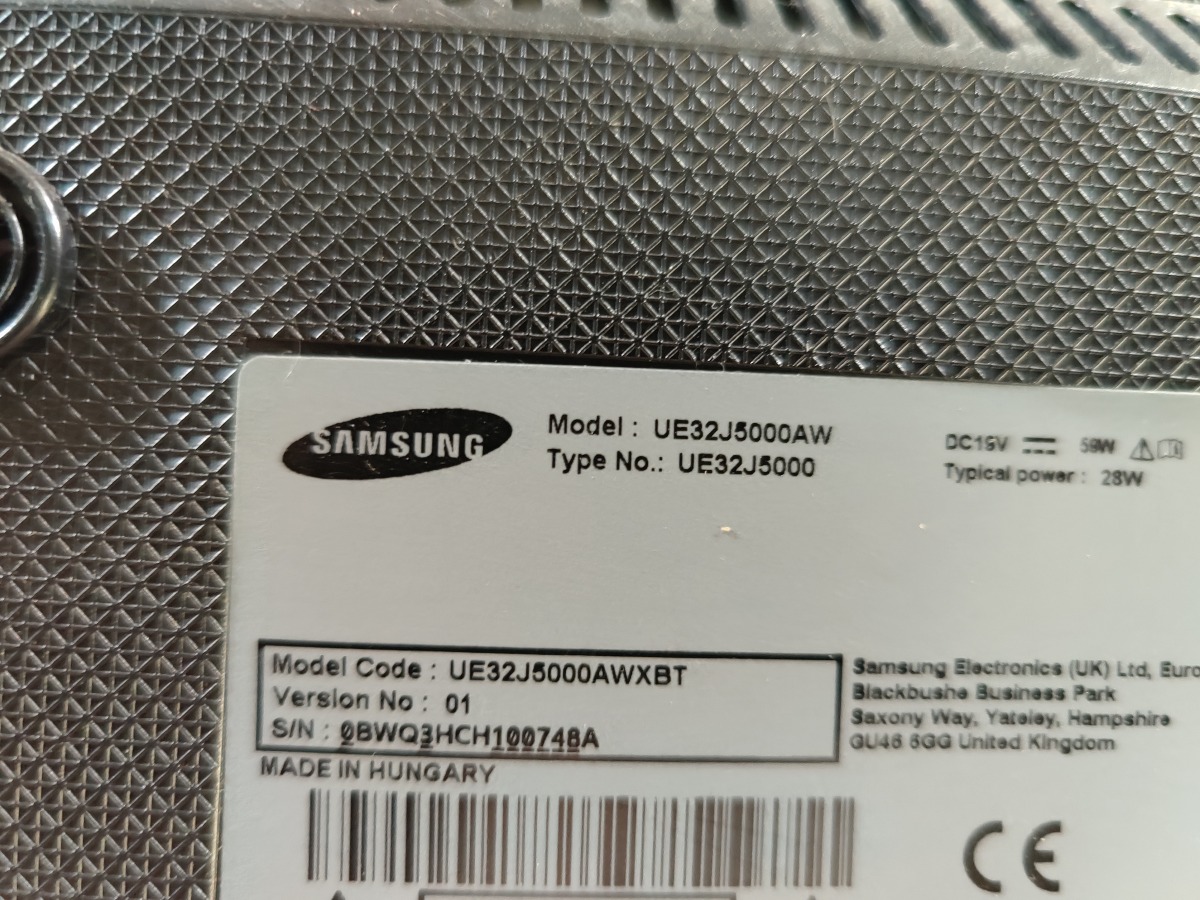 SAMSUNG
Model : UE32J5000AW
Type No.: UE32J5000
DC19V 58W
Typical power : 28W
Model Code : UE32J5000AWXBT
Version No : 01
S/N : 0BWQ3HCH100748A
MADE IN HUNGARY
Samsung Electronics (UK) Ltd, Euro
Blackbushe Business Park
Saxony Way, Yateley, Hampshire
GU46 6GG United Kingdom
CE